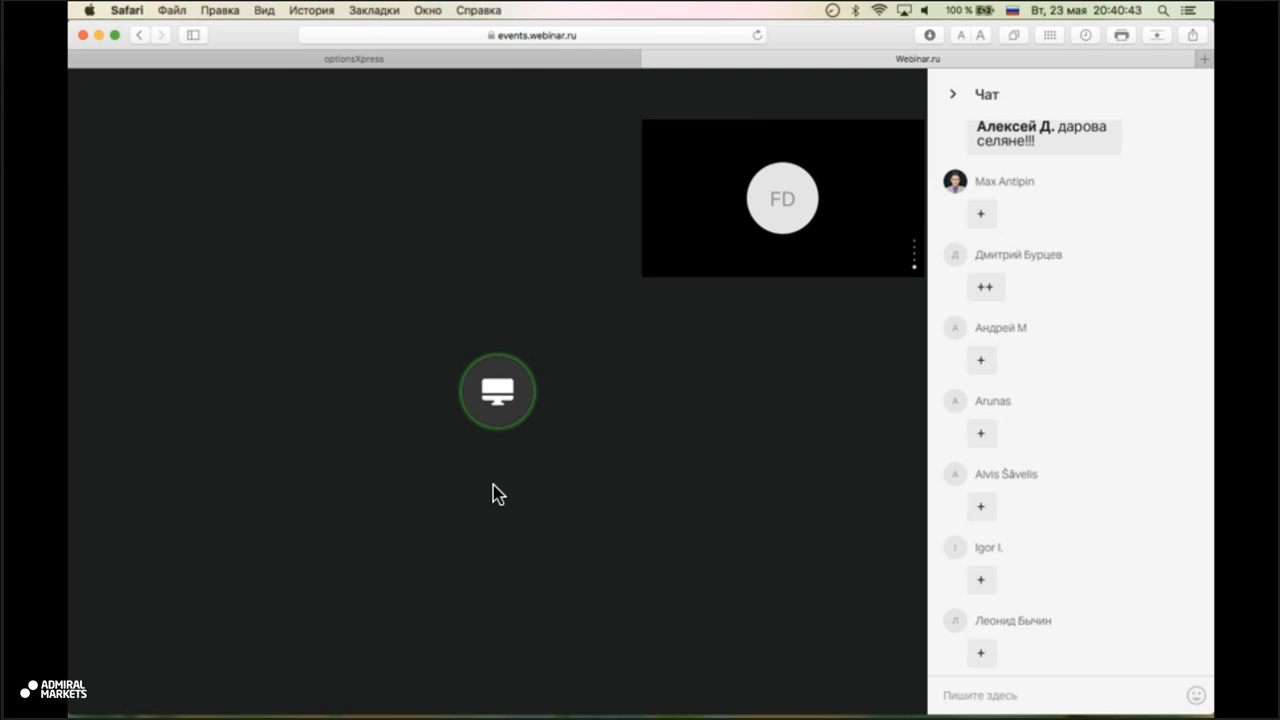 Safari Файл Правка Вид История Закладки Окно Справка 100 % Вт, 23 мая 20:40:43
events.webinar.ru A A
optionsXpress Webinar.ru +
Чат
Алексей Д. дарова
селяне!!!
Max Antipin
+
Д Дмитрий Бурцев
++
А Андрей М
+
A Arunas
+
A Alvis Šāvelis
+
I Igor I.
+
Л Леонид Бычин
+
Пишите здесь
FD
ADMIRAL
MARKETS